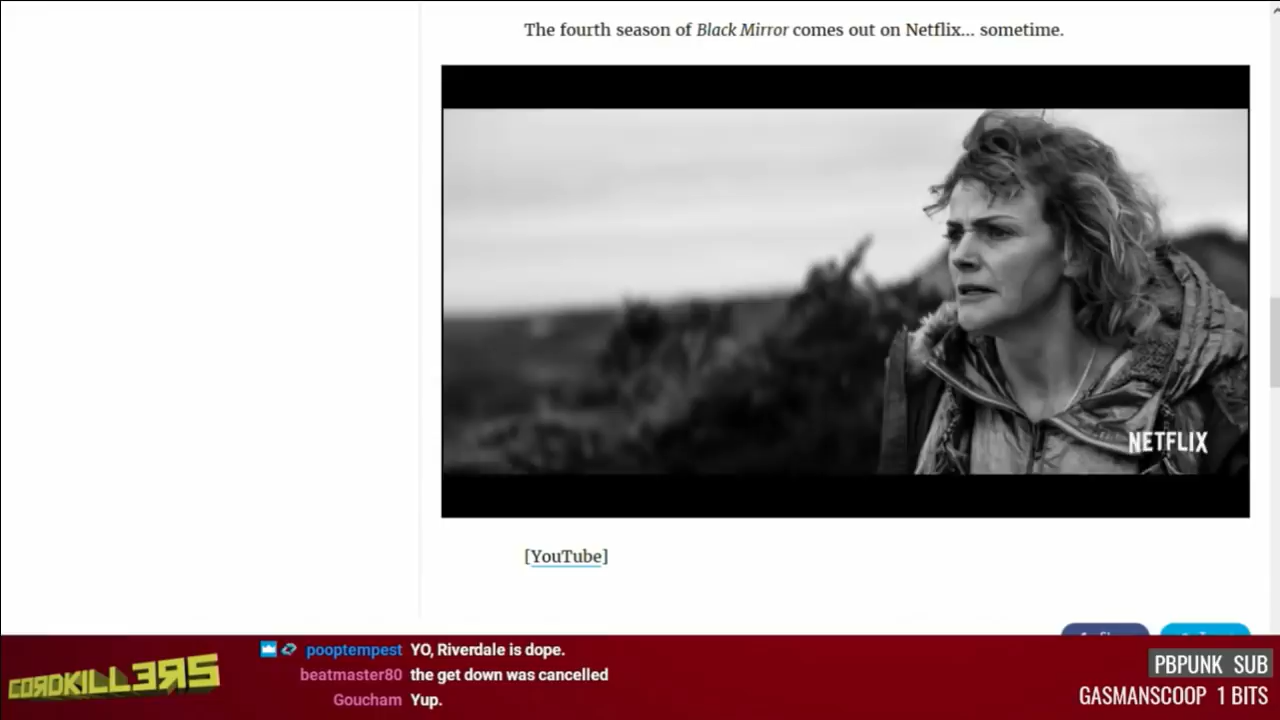 The fourth season of Black Mirror comes out on Netflix... sometime.
NETFLIX
[YouTube]
CORDKILLERS
pooptempest YO, Riverdale is dope.
beatmaster80 the get down was cancelled
Goucham Yup.
PBPUNK SUB
GASMANSCOOP 1 BITS